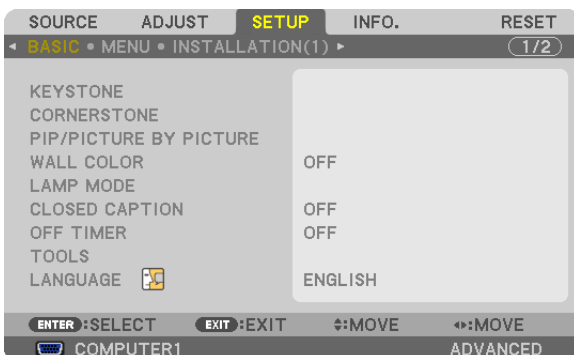 SOURCE ADJUST SETUP INFO. RESET
BASIC • MENU • INSTALLATION(1) 1/2
KEYSTONE
CORNERSTONE
PIP/PICTURE BY PICTURE
WALL COLOR OFF
LAMP MODE
CLOSED CAPTION OFF
OFF TIMER OFF
TOOLS
LANGUAGE ENGLISH
ENTER :SELECT EXIT :EXIT :MOVE :MOVE
COMPUTER1 ADVANCED